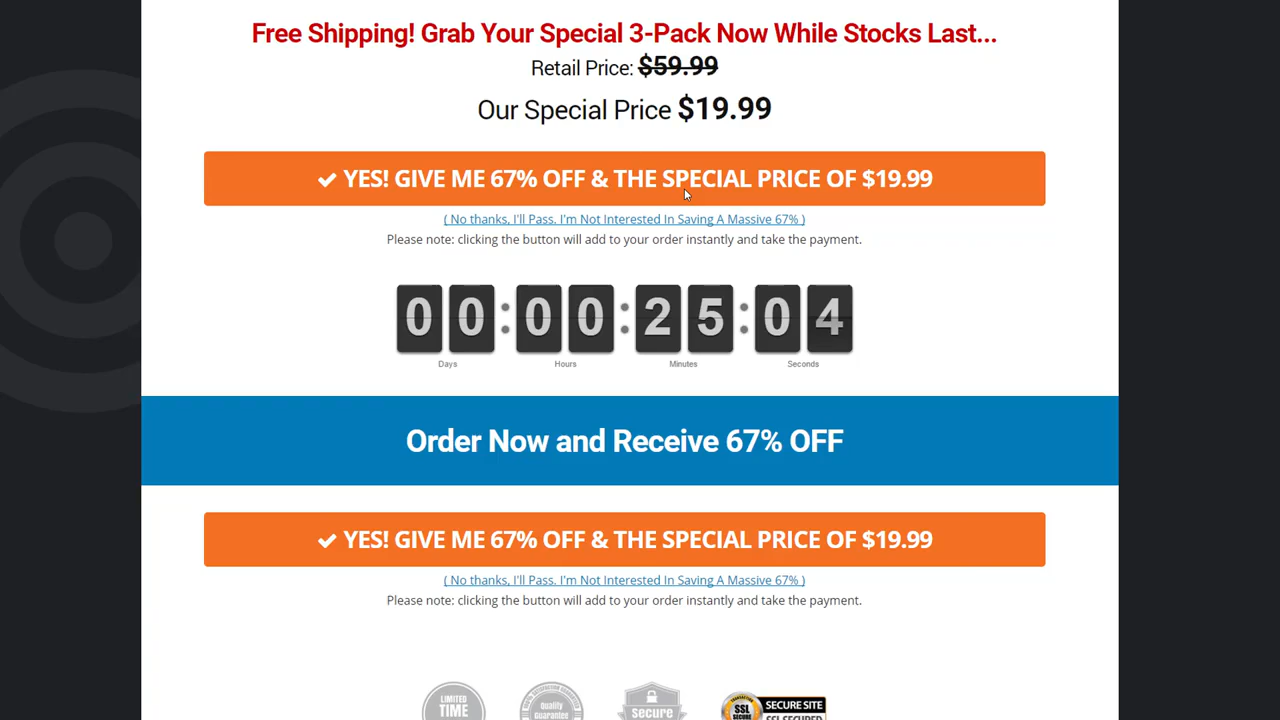 Free Shipping! Grab Your Special 3-Pack Now While Stocks Last...
Retail Price: $59.99
Our Special Price $19.99
YES! GIVE ME 67% OFF & THE SPECIAL PRICE OF $19.99
( No thanks, I'll Pass. I'm Not Interested In Saving A Massive 67% )
Please note: clicking the button will add to your order instantly and take the payment.
00:00:25:04
Days Hours Minutes Seconds
Order Now and Receive 67% OFF
YES! GIVE ME 67% OFF & THE SPECIAL PRICE OF $19.99
( No thanks, I'll Pass. I'm Not Interested In Saving A Massive 67% )
Please note: clicking the button will add to your order instantly and take the payment.
LIMITED
TIME
Quality
Guarantee
Secure
SSL
SECURE
SECURE SITE